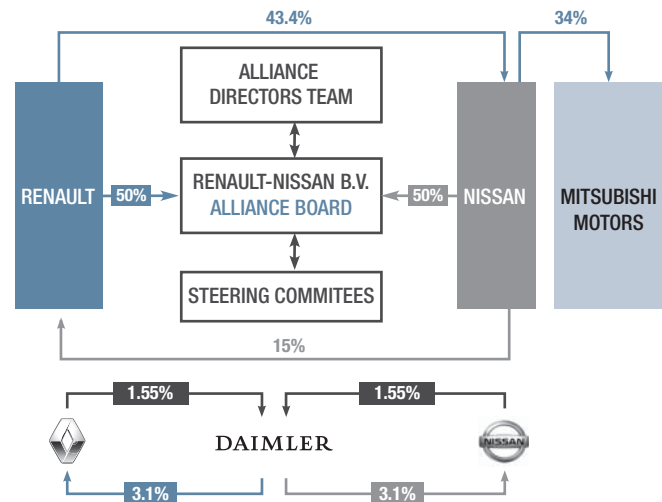 43.4%
34%
ALLIANCE
DIRECTORS TEAM
RENAULT
50%
RENAULT-NISSAN B.V.
ALLIANCE BOARD
50%
NISSAN
MITSUBISHI
MOTORS
STEERING COMMITEES
15%
1.55%
1.55%
DAIMLER
NISSAN
3.1%
3.1%